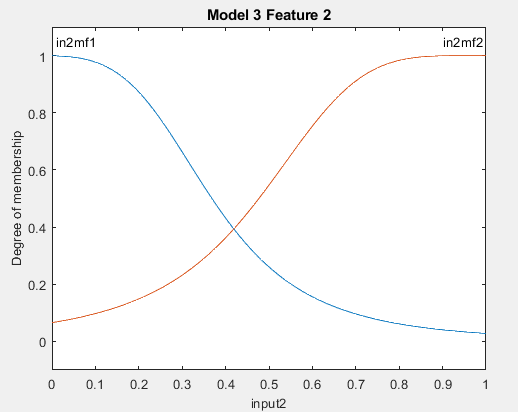 Model 3 Feature 2
in2mf1
in2mf2
1
0.8
0.6
0.4
0.2
0
Degree of membership
0 0.1 0.2 0.3 0.4 0.5 0.6 0.7 0.8 0.9 1
input2